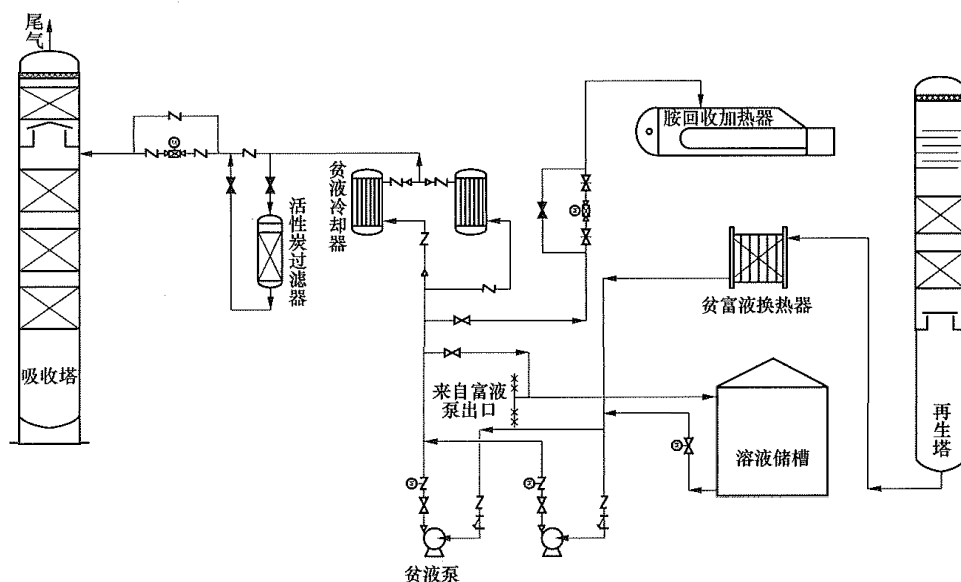 尾气
胺回收加热器
贫液冷却器
活性炭过滤器
贫富液换热器
吸收塔
来自富液
泵出口
溶液储槽
再生塔
贫液泵